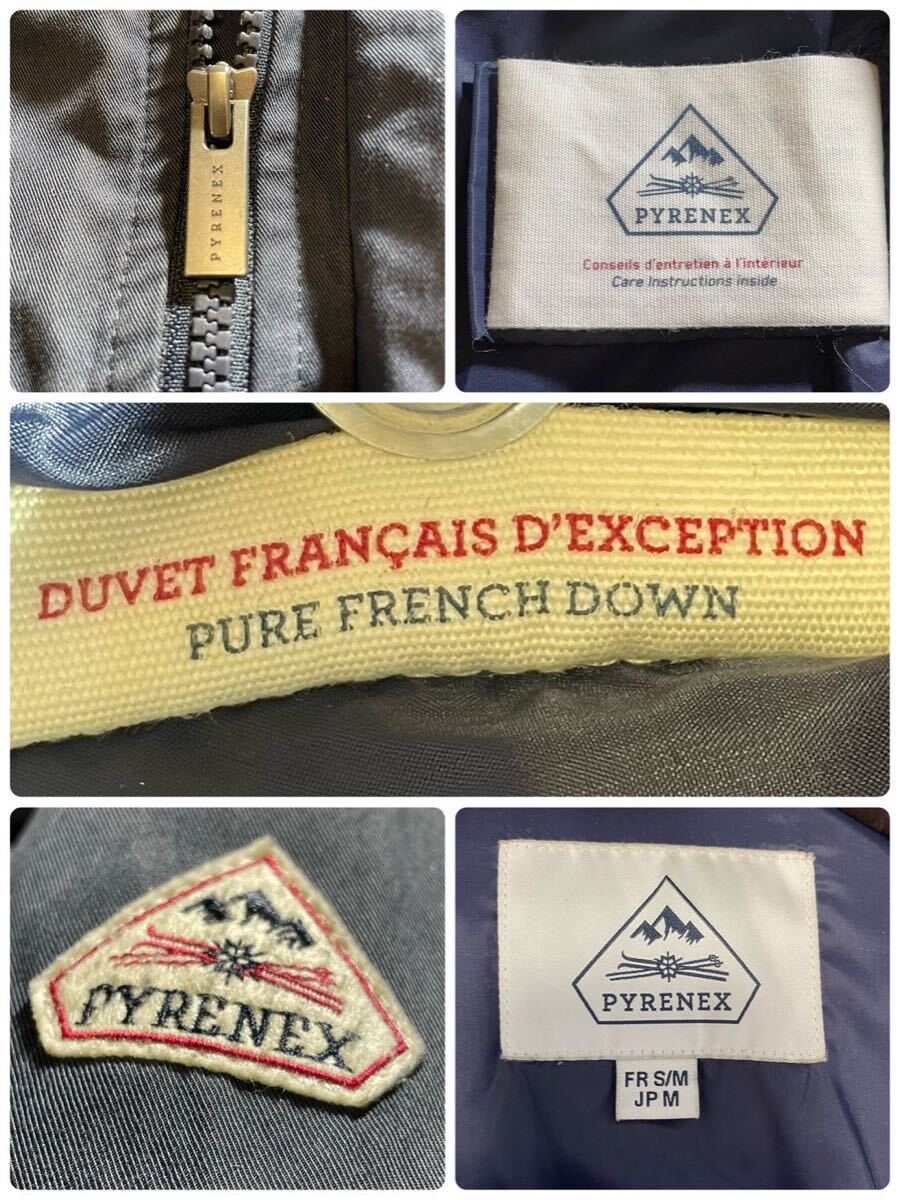 PYRENEX
PYRENEX
Conseils d'entretien à l'intérieur
Care Instructions inside
DUVET FRANÇAIS D'EXCEPTION
PURE FRENCH DOWN
PYRENEX
PYRENEX
FR S/M
JP M